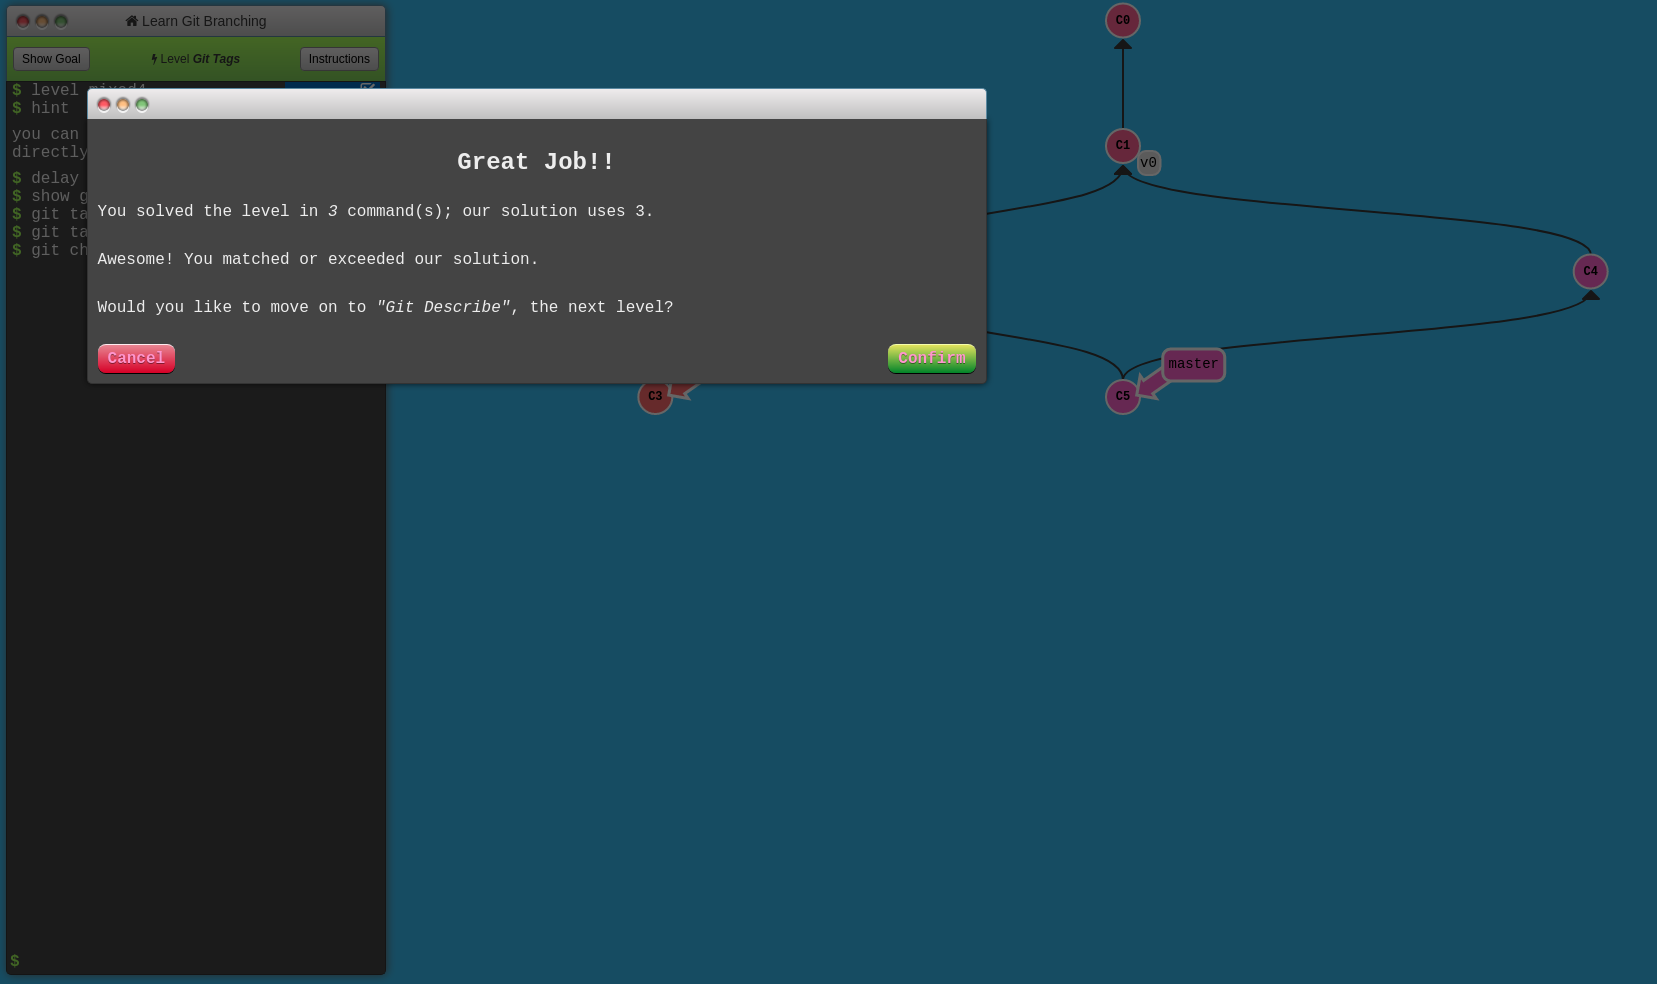 Learn Git Branching
Show Goal
Level Git Tags
Instructions
$ level mixed4
$ hint
you can
directly
$ delay
$ show g
$ git ta
$ git ta
$ git ch
$
Great Job!!
You solved the level in 3 command(s); our solution uses 3.
Awesome! You matched or exceeded our solution.
Would you like to move on to "Git Describe", the next level?
Cancel
Confirm
C0
C1
v0
C4
master
C3
C5